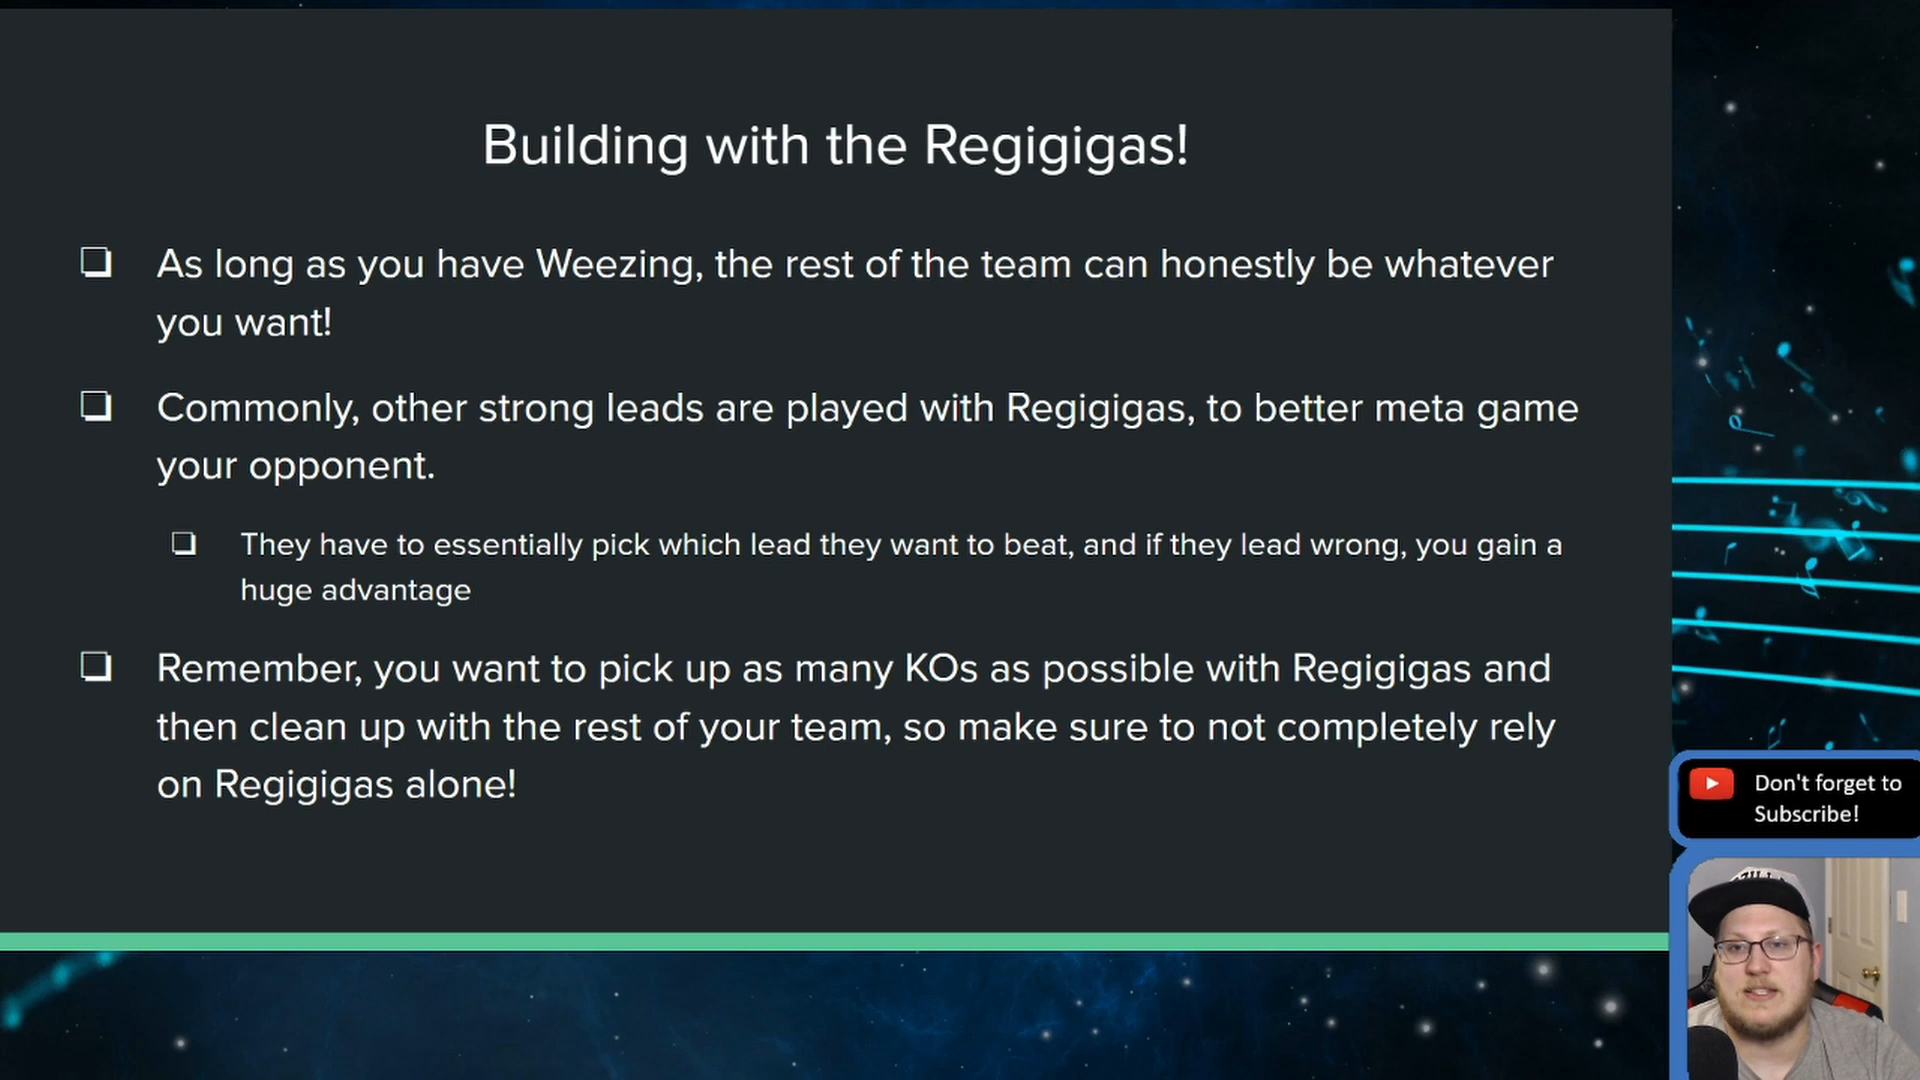 Building with the Regigigas!
As long as you have Weezing, the rest of the team can honestly be whatever
you want!
Commonly, other strong leads are played with Regigigas, to better meta game
your opponent.
They have to essentially pick which lead they want to beat, and if they lead wrong, you gain a
huge advantage
Remember, you want to pick up as many KOs as possible with Regigigas and
then clean up with the rest of your team, so make sure to not completely rely
on Regigigas alone!
Don't forget to
Subscribe!